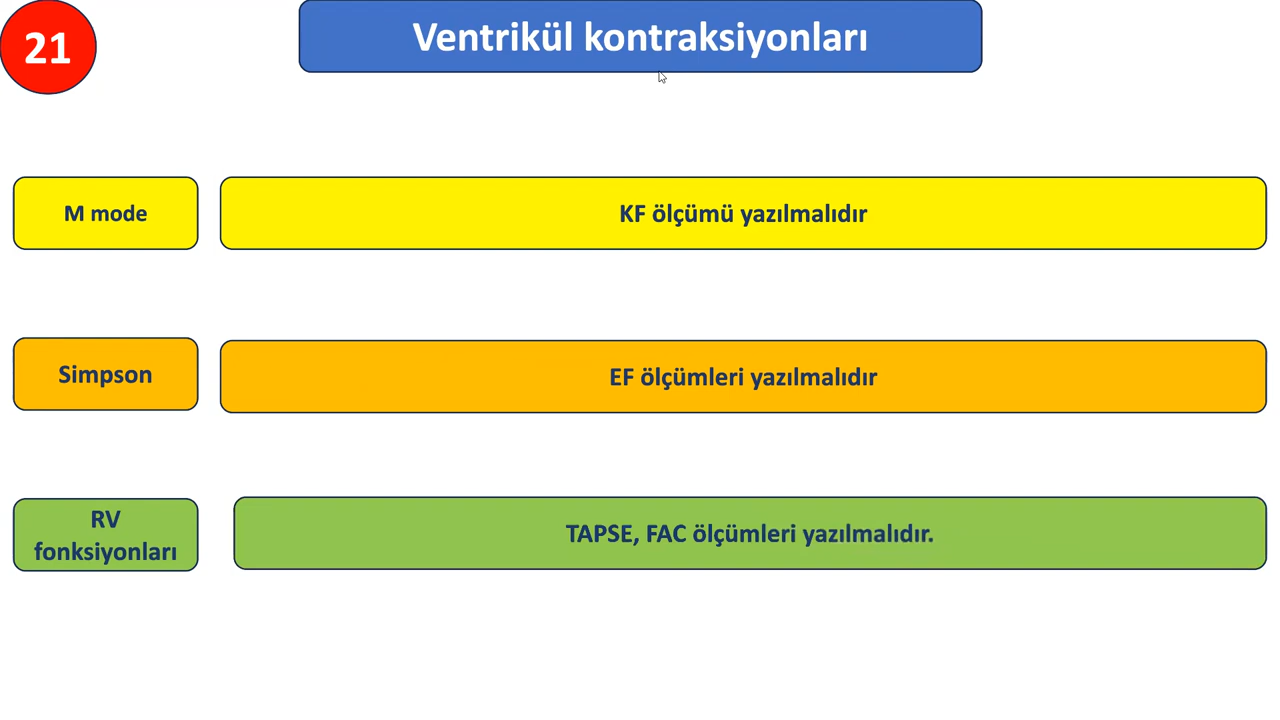 21
Ventrikül kontraksiyonları
M mode
KF ölçümü yazılmalıdır
Simpson
EF ölçümleri yazılmalıdır
RV
fonksiyonları
TAPSE, FAC ölçümleri yazılmalıdır.